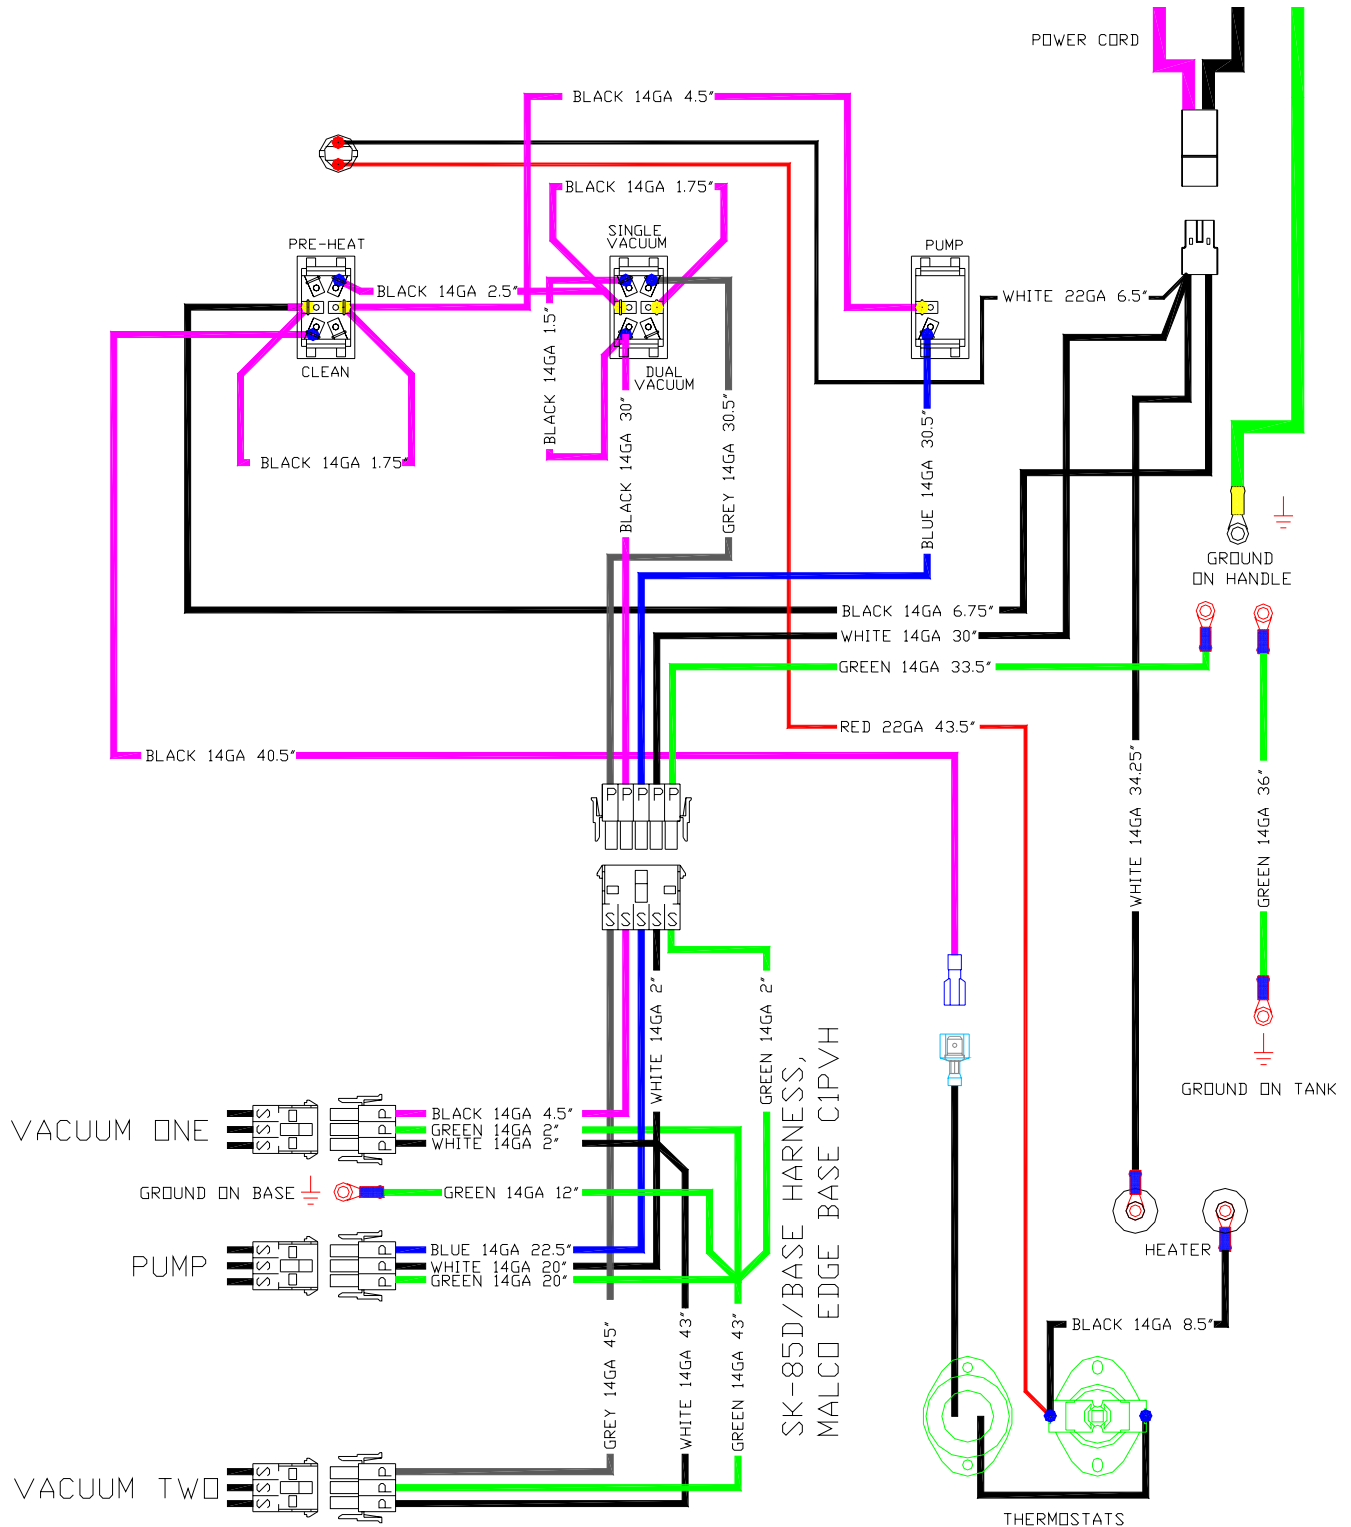 POWER CORD
BLACK 14GA 4.5"
BLACK 14GA 1.75"
PRE-HEAT
SINGLE
VACUUM
PUMP
BLACK 14GA 2.5"
WHITE 22GA 6.5"
BLACK 14GA 1.5"
CLEAN
DUAL
VACUUM
BLACK 14GA 30"
GREY 14GA 30.5"
BLUE 14GA 30.5"
BLACK 14GA 1.75"
GROUND
ON HANDLE
BLACK 14GA 6.75"
WHITE 14GA 30"
GREEN 14GA 33.5"
RED 22GA 43.5"
BLACK 14GA 40.5"
WHITE 14GA 34.25"
GREEN 14GA 36"
P P P P P
S S S S S
WHITE 14GA 2"
GREEN 14GA 2"
SK-85D/BASE HARNESS,
MALCO EDGE BASE C1PVH
GROUND ON TANK
VACUUM ONE
S
S
S
P
P
P
BLACK 14GA 4.5"
GREEN 14GA 2"
WHITE 14GA 2"
GROUND ON BASE
GREEN 14GA 12"
PUMP
S
S
S
P
P
P
BLUE 14GA 22.5"
WHITE 14GA 20"
GREEN 14GA 20"
HEATER
BLACK 14GA 8.5"
GREY 14GA 45"
WHITE 14GA 43"
GREEN 14GA 43"
VACUUM TWO
S
S
S
P
P
P
THERMOSTATS